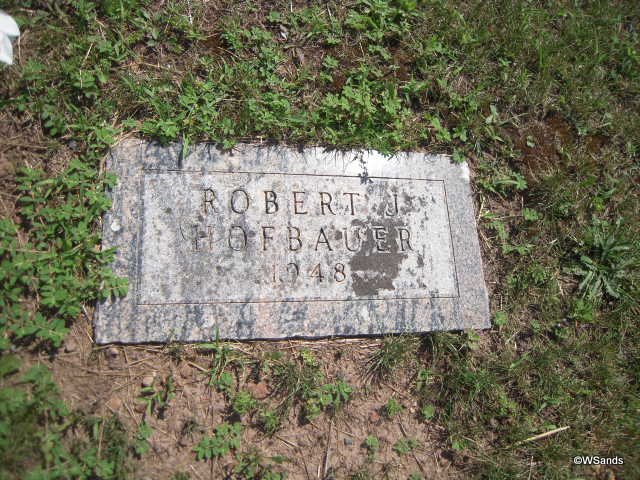 ROBERT J.
HOFBAUER
1948
©WSands